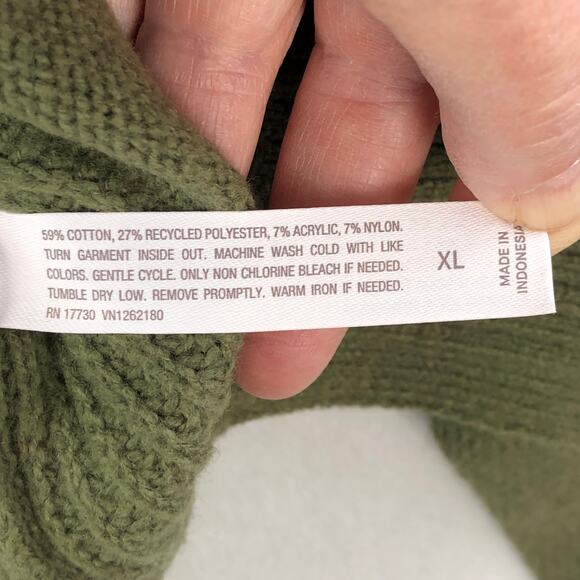 59% COTTON, 27% RECYCLED POLYESTER, 7% ACRYLIC, 7% NYLON.
TURN GARMENT INSIDE OUT. MACHINE WASH COLD WITH LIKE
COLORS. GENTLE CYCLE. ONLY NON CHLORINE BLEACH IF NEEDED.
TUMBLE DRY LOW. REMOVE PROMPTLY. WARM IRON IF NEEDED.
RN 17730 VN1262180
XL
MADE IN
INDONESIA